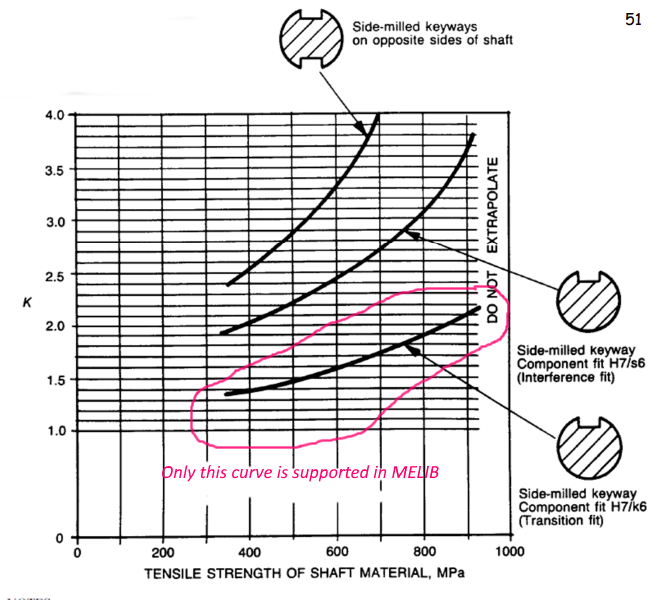 51
Side-milled keyways
on opposite sides of shaft
4.0
3.5
3.0
2.5
K
2.0
1.5
1.0
0
DO NOT EXTRAPOLATE
Side-milled keyway
Component fit H7/s6
(Interference fit)
Only this curve is supported in MELIB
Side-milled keyway
Component fit H7/k6
(Transition fit)
0
200
400
600
800
1000
TENSILE STRENGTH OF SHAFT MATERIAL, MPa